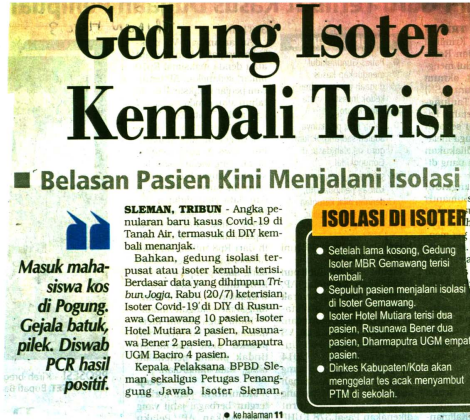 Gedung Isoter
Kembali Terisi
■ Belasan Pasien Kini Menjalani Isolasi
Masuk maha-
siswa kos
di Pogung.
Gejala batuk,
pilek. Diswab
PCR hasil
positif.
SLEMAN, TRIBUN - Angka pe-
nularan baru kasus Covid-19 di
Tanah Air, termasuk di DIY kem-
bali menanjak.
Bahkan, gedung isolasi ter-
pusat atau isoter kembali terisi.
Berdasar data yang dihimpun Tri-
bun Jogja, Rabu (20/7) keterisian
Isoter Covid-19 di DIY di Rusun-
awa Gemawang 10 pasien, Isoter
Hotel Mutiara 2 pasien, Rusuna-
wa Bener 2 pasien, Dharmaputra
UGM Baciro 4 pasien.
Kepala Pelaksana BPBD Sle-
man sekaligus Petugas Penang-
gung Jawab Isoter Sleman,
● ke halaman 11
ISOLASI DI ISOTER
● Setelah lama kosong, Gedung
Isoter MBR Gemawang terisi
kembali.
● Sepuluh pasien menjalani isolasi
di Isoter Gemawang.
● Isoter Hotel Mutiara terisi dua
pasien, Rusunawa Bener dua
pasien, Dharmaputra UGM empat
pasien.
● Dinkes Kabupaten/Kota akan
menggelar tes acak menyambut
PTM di sekolah.